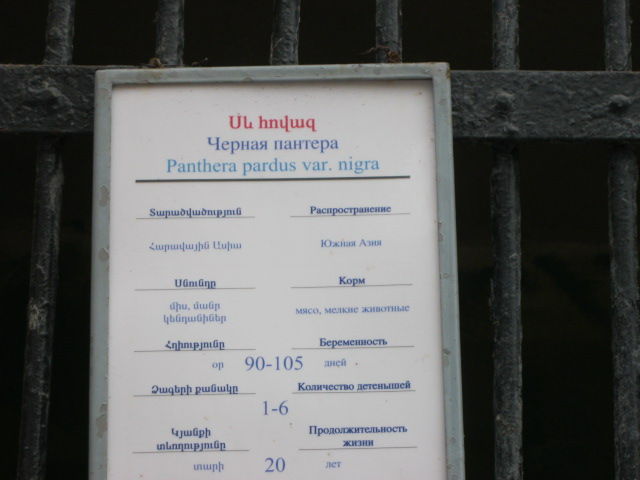 Սև հովազ
Черная пантера
Panthera pardus var. nigra
Տարածվածություն Распространение
Հարավային Ասիա Южная Азия
Սնունդը Корм
միս, մանր
կենդանիներ мясо, мелкие животные
Հղիությունը Беременность
օր 90-105 дней
Ձագերի քանակը Количество детенышей
1-6
Կյանքի
տևողությունը Продолжительность
жизни
տարի 20 лет